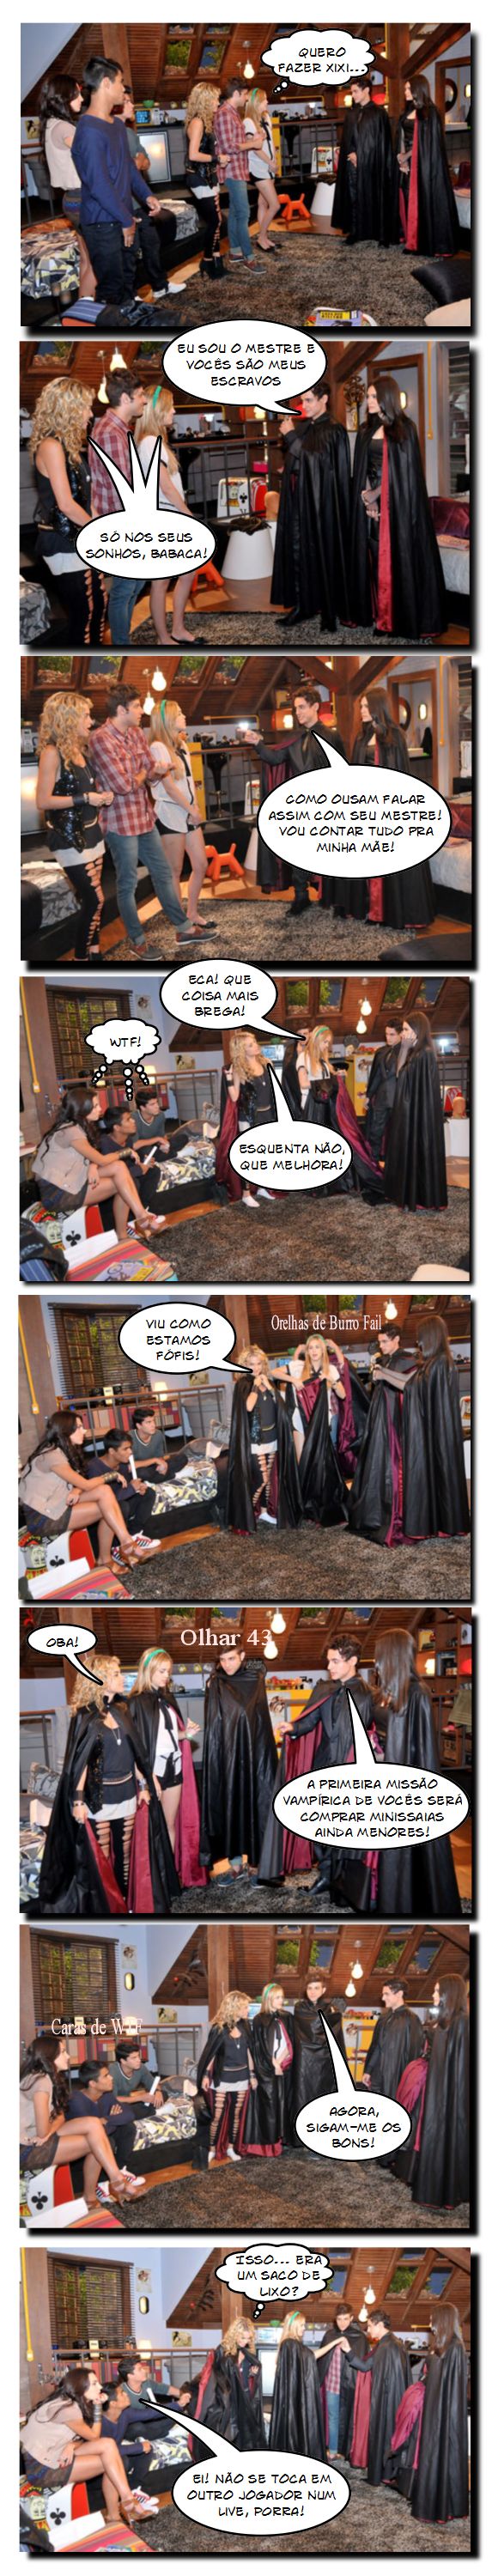 QUERO
FAZER XIXI...
EU SOU O MESTRE E
VOCÊS SÃO MEUS
ESCRAVOS
SÓ NOS SEUS
SONHOS, BABACA!
COMO OUSAM FALAR
ASSIM COM SEU MESTRE!
VOU CONTAR TUDO PRA
MINHA MÃE!
ECA! QUE
COISA MAIS
BREGA!
WTF!
ESQUENTA NÃO,
QUE MELHORA!
VIU COMO
ESTAMOS
FÓFIS!
Orelhas de Burro Fail
OBA!
Olhar 43
A PRIMEIRA MISSÃO
VAMPÍRICA DE VOCÊS SERÁ
COMPRAR MINISSAIAS
AINDA MENORES!
Caras de WTF
AGORA,
SIGAM-ME OS
BONS!
ISSO... ERA
UM SACO DE
LIXO?
EI! NÃO SE TOCA EM
OUTRO JOGADOR NUM
LIVE, PORRA!